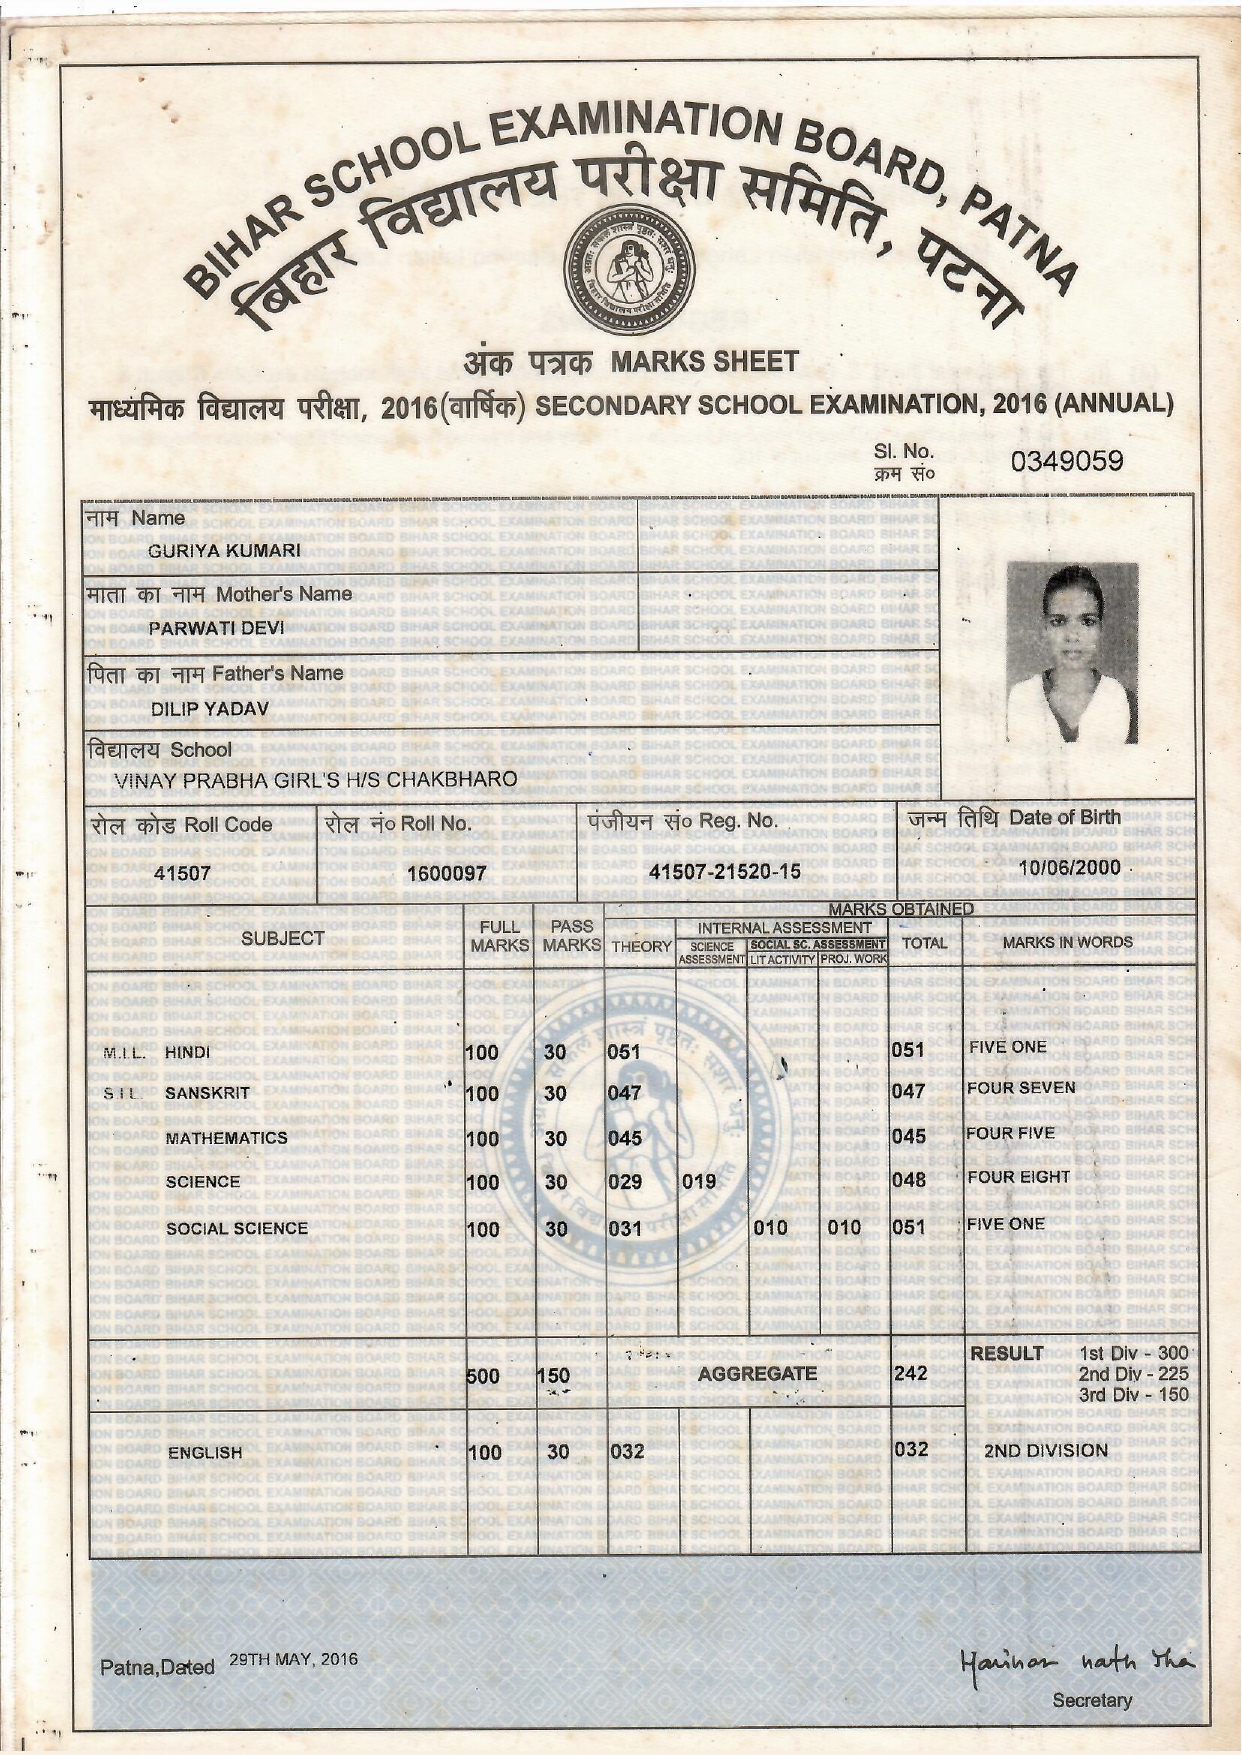 BIHAR SCHOOL EXAMINATION BOARD, PATNA
बिहार विद्यालय परीक्षा समिति, पटना
अंक पत्रक MARKS SHEET
माध्यमिक विद्यालय परीक्षा, 2016(वार्षिक) SECONDARY SCHOOL EXAMINATION, 2016 (ANNUAL)
Sl. No.
क्रम सं० 0349059
नाम Name
GURIYA KUMARI
माता का नाम Mother's Name
PARWATI DEVI
पिता का नाम Father's Name
DILIP YADAV
विद्यालय School
VINAY PRABHA GIRL'S H/S CHAKBHARO
रोल कोड Roll Code रोल नं० Roll No. पंजीयन सं० Reg. No. जन्म तिथि Date of Birth
41507 1600097 41507-21520-15 10/06/2000
MARKS OBTAINED
SUBJECT FULL MARKS PASS MARKS THEORY INTERNAL ASSESSMENT TOTAL MARKS IN WORDS
SCIENCE ASSESSMENT SOCIAL SC. ASSESSMENT
LIT ACTIVITY PROJ. WORK
M.I.L. HINDI 100 30 051 051 FIVE ONE
S I L SANSKRIT 100 30 047 047 FOUR SEVEN
MATHEMATICS 100 30 045 045 FOUR FIVE
SCIENCE 100 30 029 019 048 FOUR EIGHT
SOCIAL SCIENCE 100 30 031 010 010 051 FIVE ONE
500 150 AGGREGATE 242 RESULT 1st Div - 300
2nd Div - 225
3rd Div - 150
ENGLISH 100 30 032 032 2ND DIVISION
Patna,Dated 29TH MAY, 2016
Harihar nath Jha
Secretary